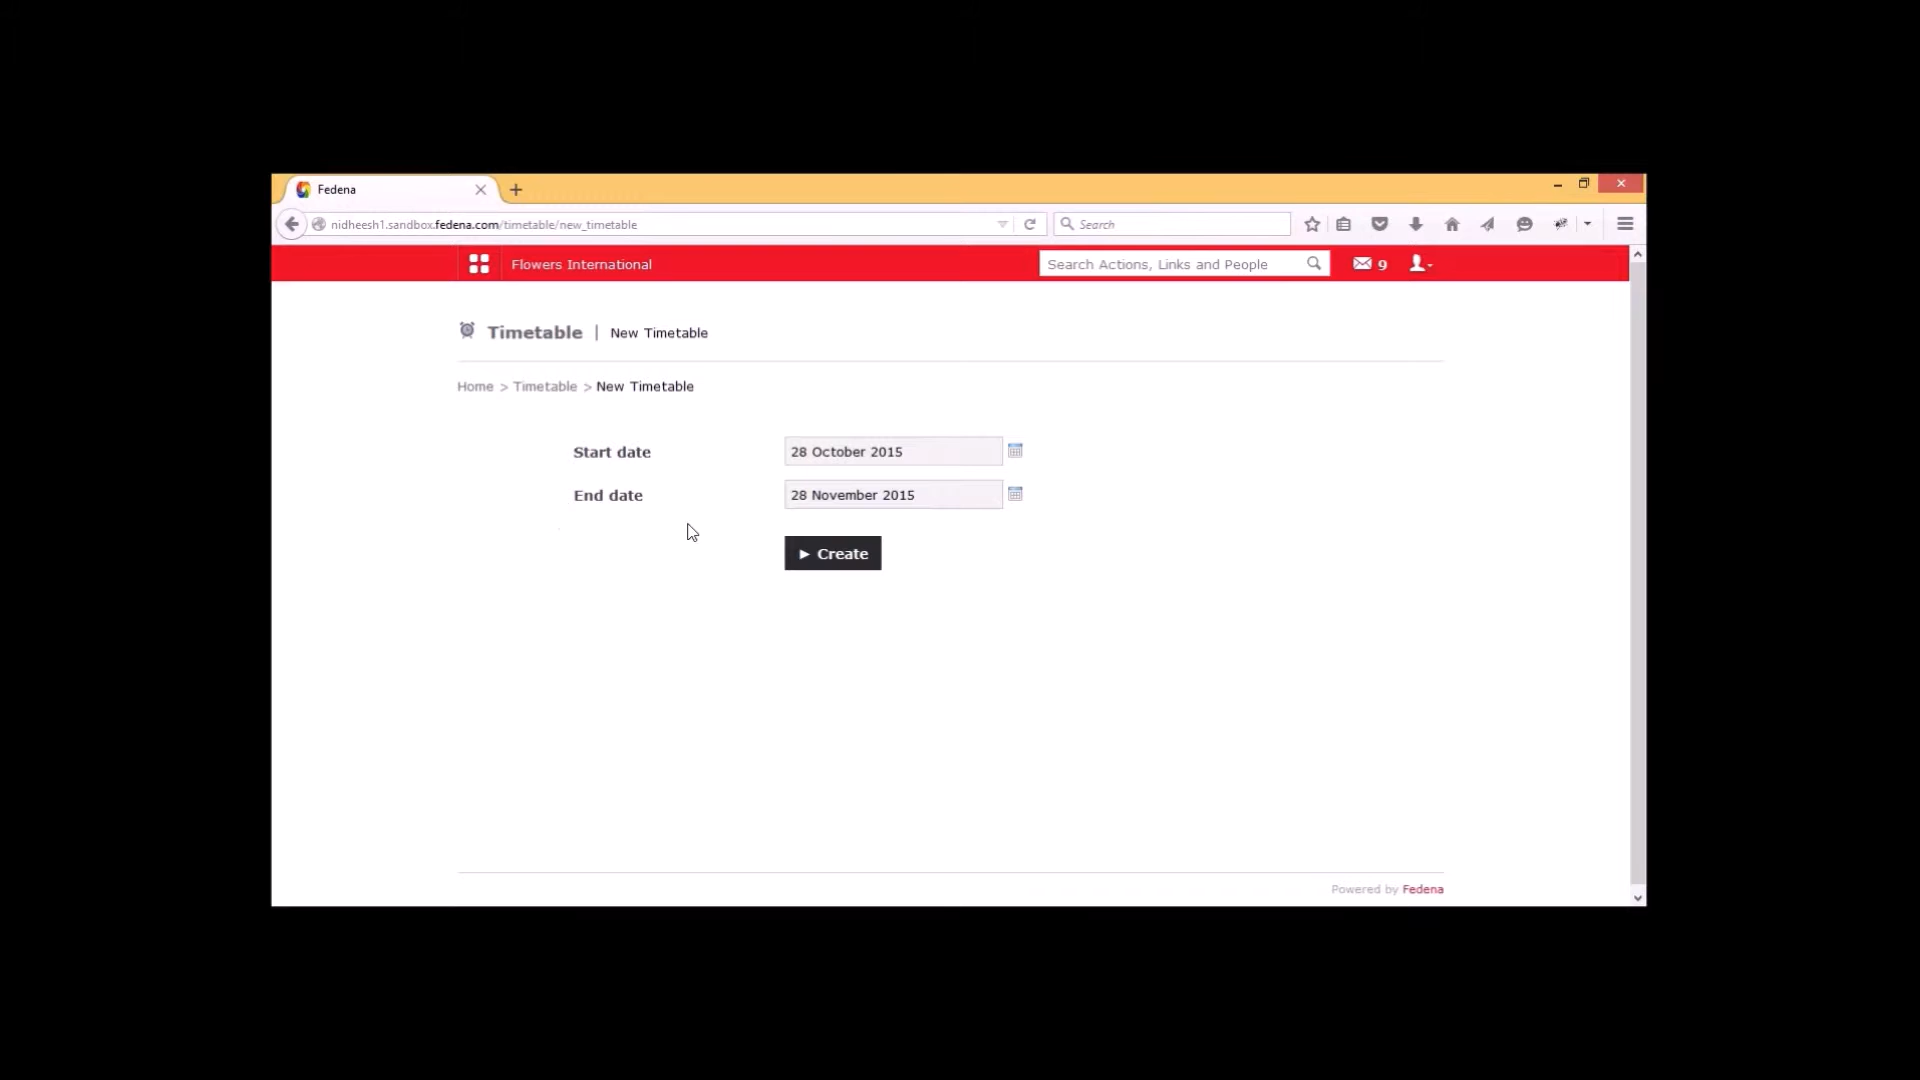 Fedena
nidheesh1.sandbox.fedena.com/timetable/new_timetable
Search
Flowers International
Search Actions, Links and People
9
Timetable | New Timetable
Home > Timetable > New Timetable
Start date
28 October 2015
End date
28 November 2015
Create
Powered by Fedena